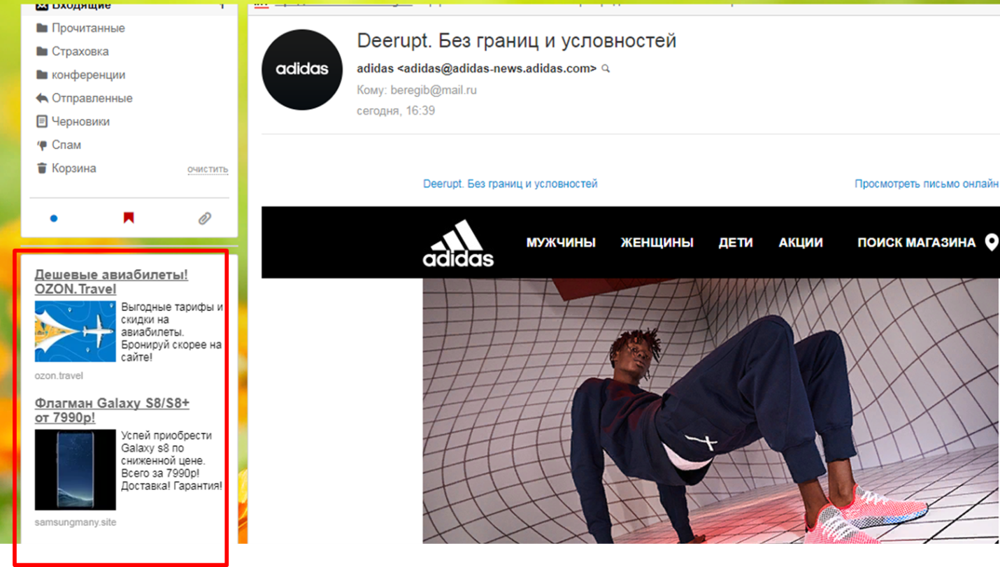 Входящие
Прочитанные
Страховка
конференции
Отправленные
Черновики
Спам
Корзина
очистить
Дешевые авиабилеты!
OZON.Travel
Выгодные тарифы и
скидки на
авиабилеты.
Бронируй скорее на
сайте!
ozon.travel
Флагман Galaxy S8/S8+
от 7990р!
Успей приобрести
Galaxy s8 по
сниженной цене.
Всего за 7990р!
Доставка! Гарантия!
samsungmany.site
adidas
Deerupt. Без границ и условностей
adidas <adidas@adidas-news.adidas.com>
Кому: beregib@mail.ru
сегодня, 16:39
Deerupt. Без границ и условностей
Просмотреть письмо онлайн
adidas
МУЖЧИНЫ ЖЕНЩИНЫ ДЕТИ АКЦИИ ПОИСК МАГАЗИНА